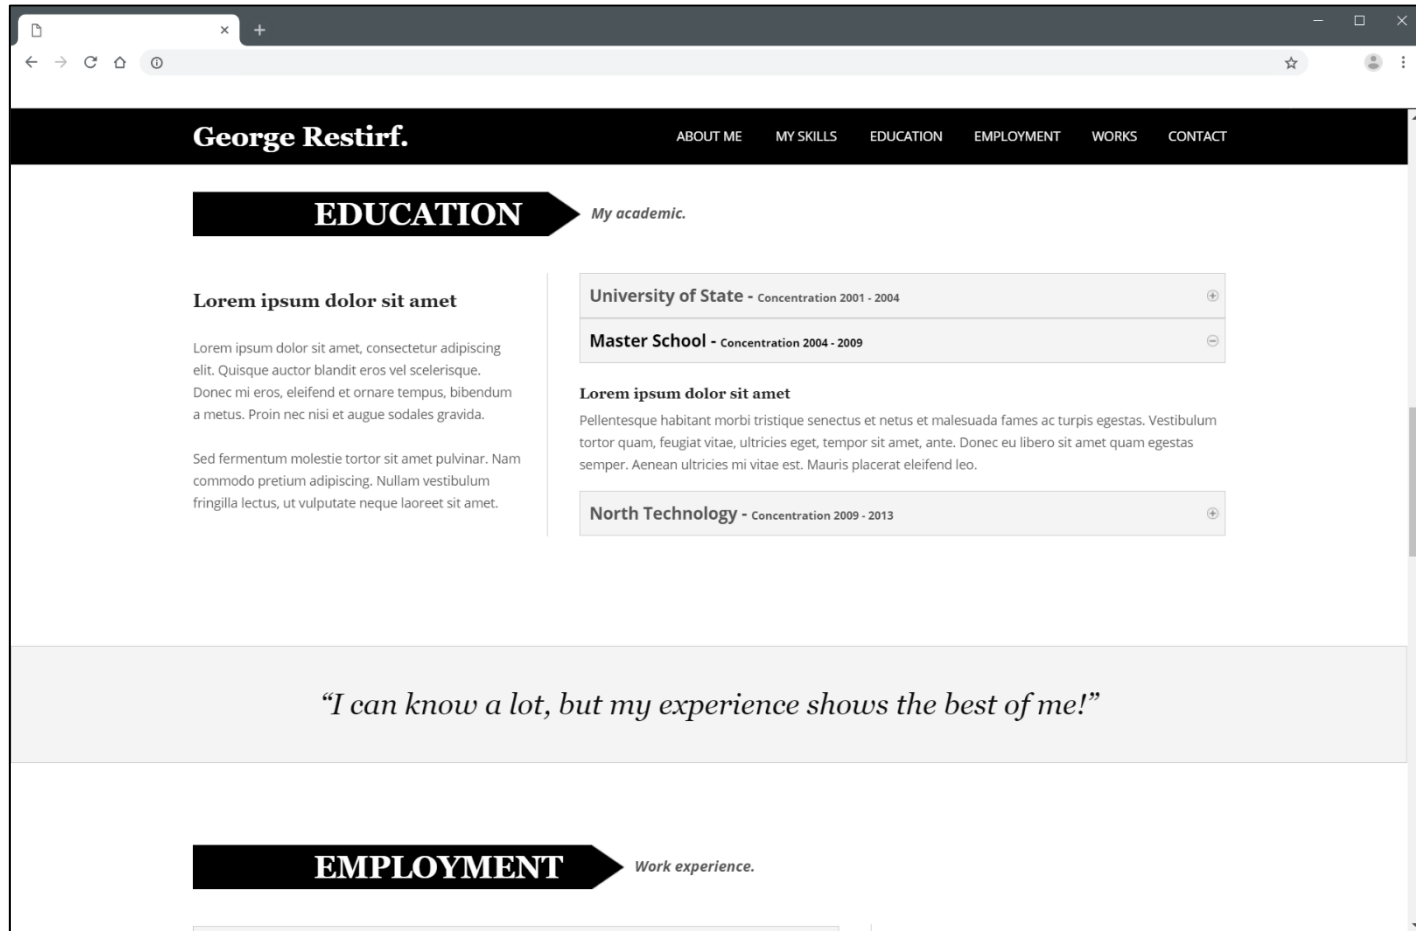 George Restirf.
ABOUT ME MY SKILLS EDUCATION EMPLOYMENT WORKS CONTACT
EDUCATION
My academic.
Lorem ipsum dolor sit amet
Lorem ipsum dolor sit amet, consectetur adipiscing
elit. Quisque auctor blandit eros vel scelerisque.
Donec mi eros, eleifend et ornare tempus, bibendum
a metus. Proin nec nisi et augue sodales gravida.
Sed fermentum molestie tortor sit amet pulvinar. Nam
commodo pretium adipiscing. Nullam vestibulum
fringilla lectus, ut vulputate neque laoreet sit amet.
University of State - Concentration 2001 - 2004
Master School - Concentration 2004 - 2009
Lorem ipsum dolor sit amet
Pellentesque habitant morbi tristique senectus et netus et malesuada fames ac turpis egestas. Vestibulum
tortor quam, feugiat vitae, ultricies eget, tempor sit amet, ante. Donec eu libero sit amet quam egestas
semper. Aenean ultricies mi vitae est. Mauris placerat eleifend leo.
North Technology - Concentration 2009 - 2013
“I can know a lot, but my experience shows the best of me!”
EMPLOYMENT
Work experience.